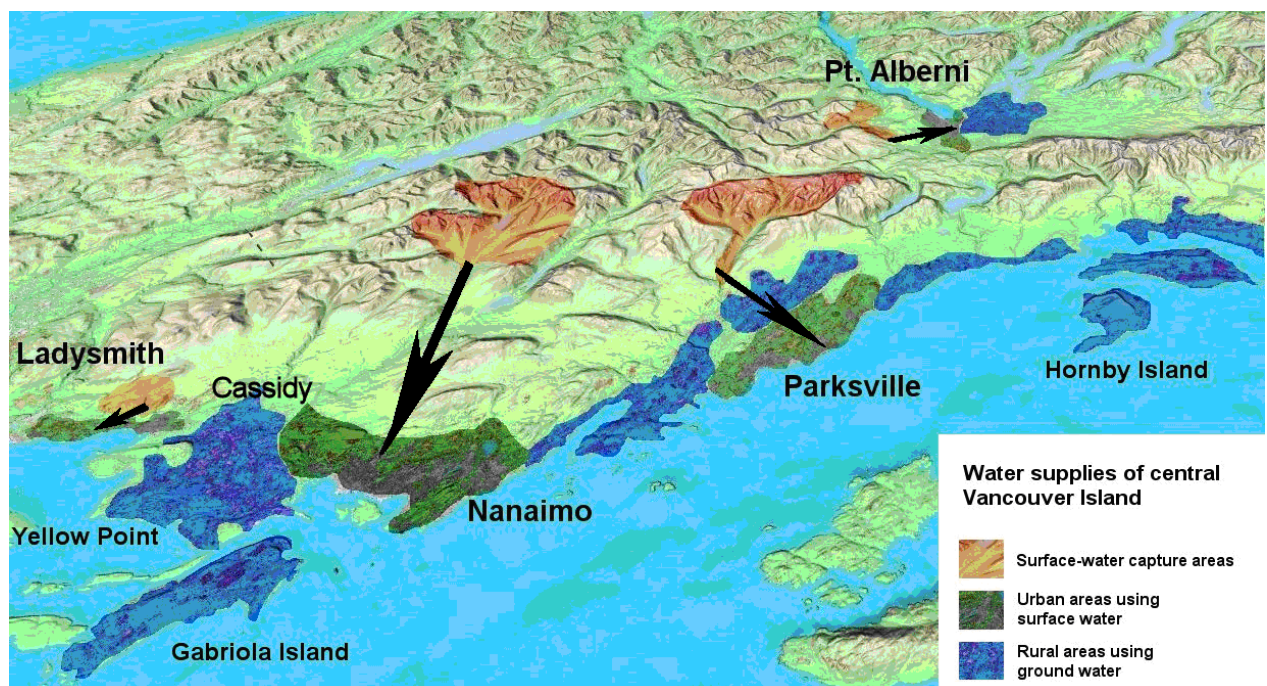 Pt. Alberni
Ladysmith
Cassidy
Parksville
Hornby Island
Nanaimo
Yellow Point
Gabriola Island
Water supplies of central
Vancouver Island
Surface-water capture areas
Urban areas using
surface water
Rural areas using
ground water